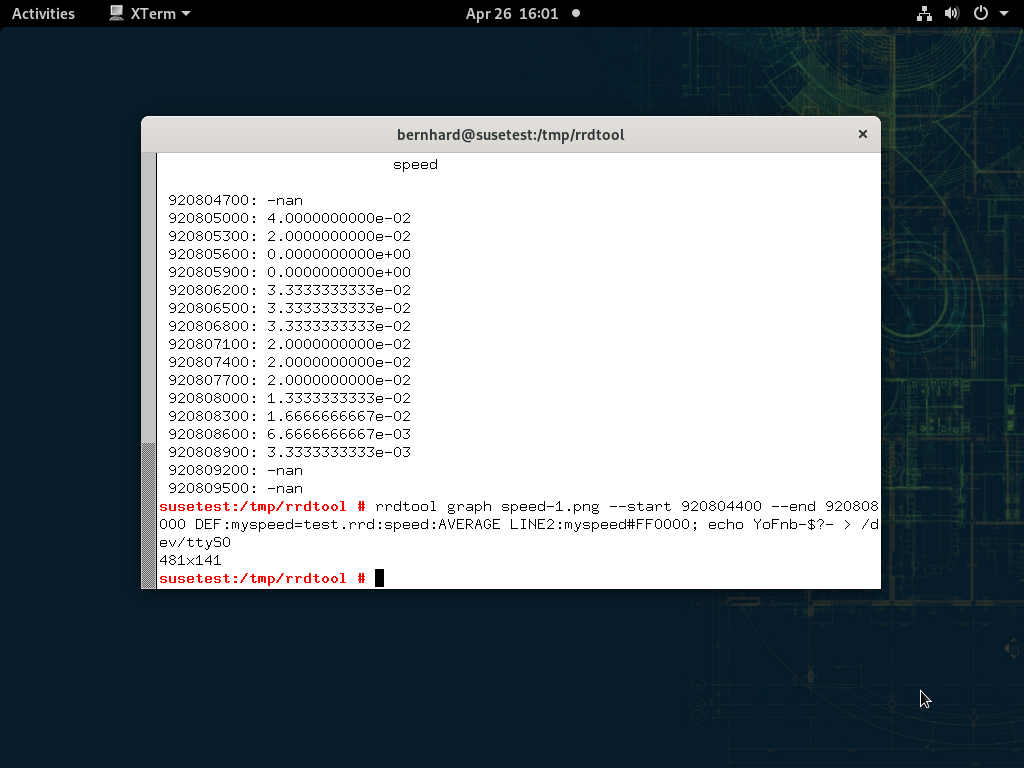 Activities XTerm Apr 26 16:01
bernhard@susetest:/tmp/rrdtool
speed
920804700: -nan
920805000: 4.0000000000e-02
920805300: 2.0000000000e-02
920805600: 0.0000000000e+00
920805900: 0.0000000000e+00
920806200: 3.3333333333e-02
920806500: 3.3333333333e-02
920806800: 3.3333333333e-02
920807100: 2.0000000000e-02
920807400: 2.0000000000e-02
920807700: 2.0000000000e-02
920808000: 1.3333333333e-02
920808300: 1.6666666667e-02
920808600: 6.6666666667e-03
920808900: 3.3333333333e-03
920809200: -nan
920809500: -nan
susetest:/tmp/rrdtool # rrdtool graph speed-1.png --start 920804400 --end 920808
000 DEF:myspeed=test.rrd:speed:AVERAGE LINE2:myspeed#FF0000; echo YoFnb-$?- > /d
ev/ttyS0
481x141
susetest:/tmp/rrdtool #